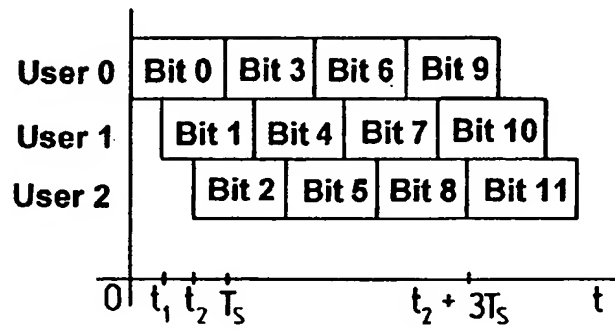 User 0 Bit 0 Bit 3 Bit 6 Bit 9
User 1 Bit 1 Bit 4 Bit 7 Bit 10
User 2 Bit 2 Bit 5 Bit 8 Bit 11
0 t₁ t₂ Tₛ t₂ + 3Tₛ t